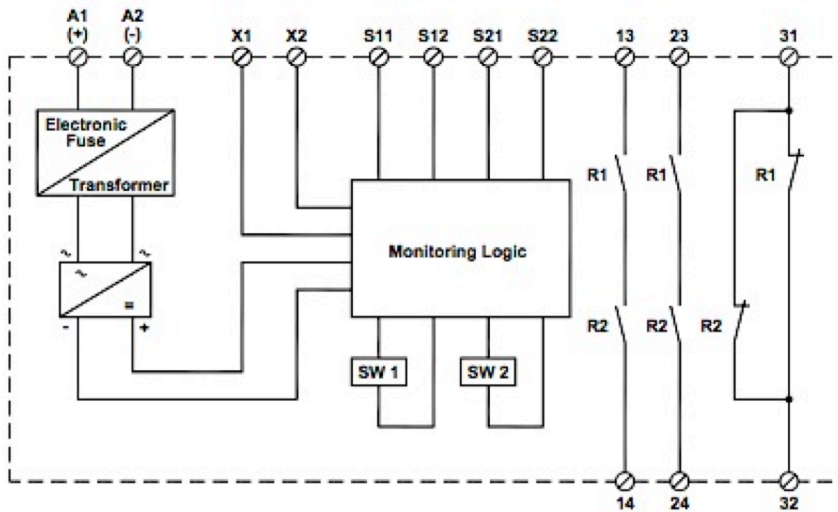 A1 A2 X1 X2 S11 S12 S21 S22 13 23 31
(+) (-)
Electronic
Fuse
Transformer
R1 R1 R1
Monitoring Logic
~ ~
~
=
- +
R2 R2 R2
SW 1 SW 2
14 24 32